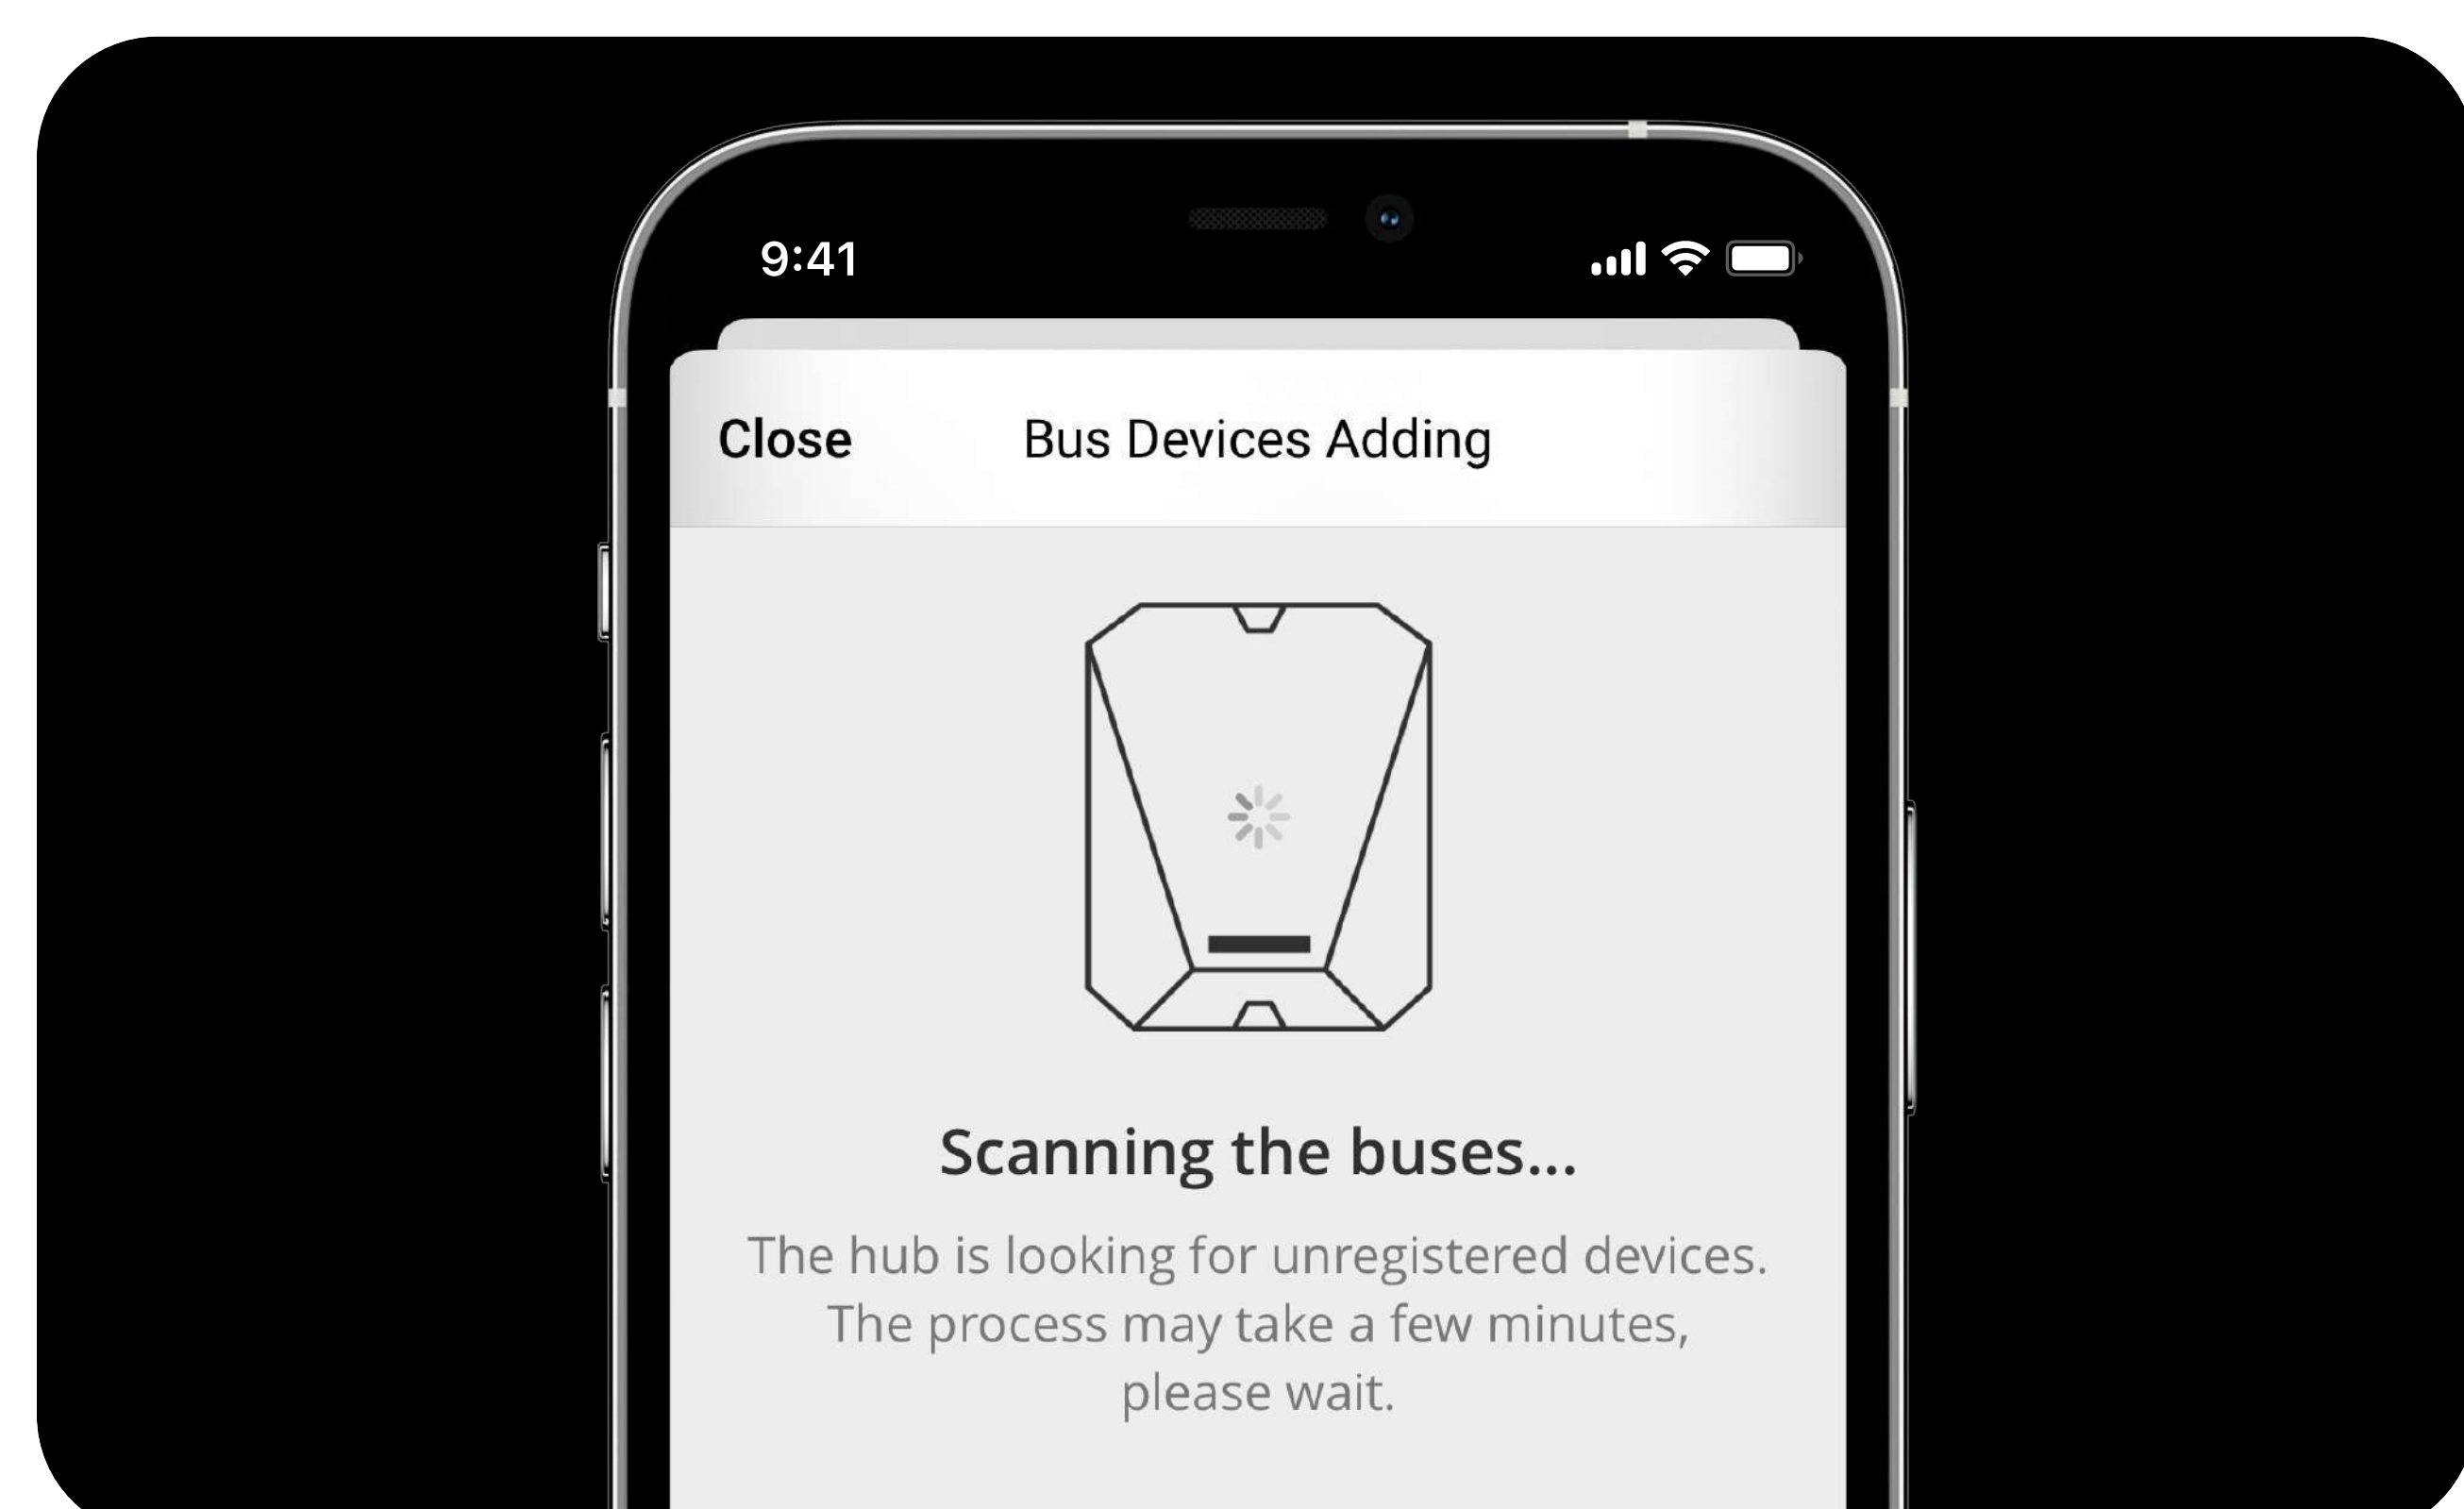 9:41
Close
Bus Devices Adding
Scanning the buses...
The hub is looking for unregistered devices.
The process may take a few minutes,
please wait.